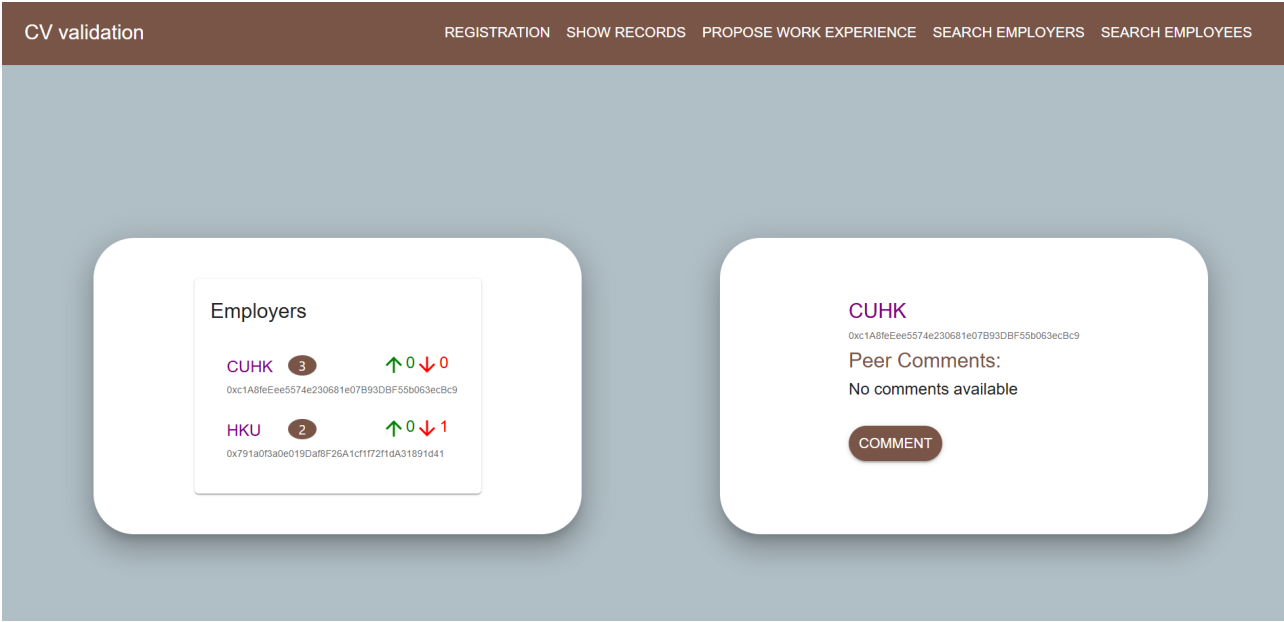 CV validation
REGISTRATION SHOW RECORDS PROPOSE WORK EXPERIENCE SEARCH EMPLOYERS SEARCH EMPLOYEES
Employers
CUHK 3 ↑ 0 ↓ 0
0xc1A8feEee5574e230681e07B93DBF55b063ecBc9
HKU 2 ↑ 0 ↓ 1
0x791a0f3a0e019Daf8F26A1cf1f72f1dA31891d41
CUHK
0xc1A8feEee5574e230681e07B93DBF55b063ecBc9
Peer Comments:
No comments available
COMMENT